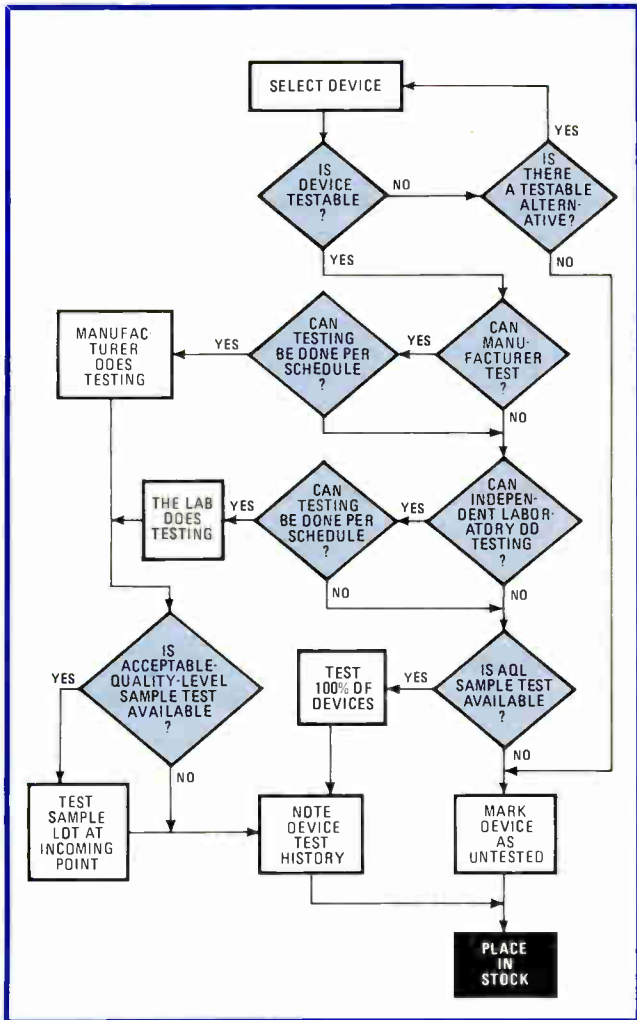 SELECT DEVICE
YES
IS
DEVICE
TESTABLE
?
NO
IS
THERE
A TESTABLE
ALTERN-
ATIVE?
YES
NO
MANUFAC-
TURER
DOES
TESTING
YES
CAN
TESTING
BE DONE PER
SCHEDULE
?
YES
CAN
MANU-
FACTURER
TEST
?
NO
NO
THE LAB
DOES
TESTING
YES
CAN
TESTING
BE DONE PER
SCHEDULE
?
YES
CAN
INDEPEN-
DENT LABOR-
ATORY DO
TESTING
?
NO
NO
IS
ACCEPTABLE-
QUALITY-LEVEL
SAMPLE TEST
AVAILABLE
?
YES
NO
TEST
100% OF
DEVICES
YES
IS AQL
SAMPLE TEST
AVAILABLE
?
NO
TEST
SAMPLE
LOT AT
INCOMING
POINT
NOTE
DEVICE
TEST
HISTORY
MARK
DEVICE
AS
UNTESTED
PLACE
IN
STOCK